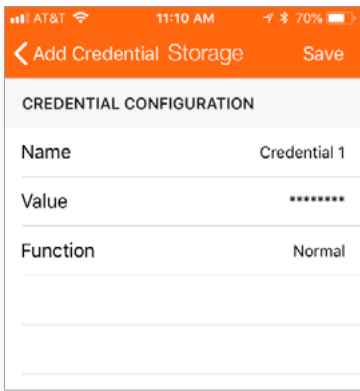 AT&T 11:10 AM 70%
Add Credential Storage Save
CREDENTIAL CONFIGURATION
Name Credential 1
Value ********
Function Normal